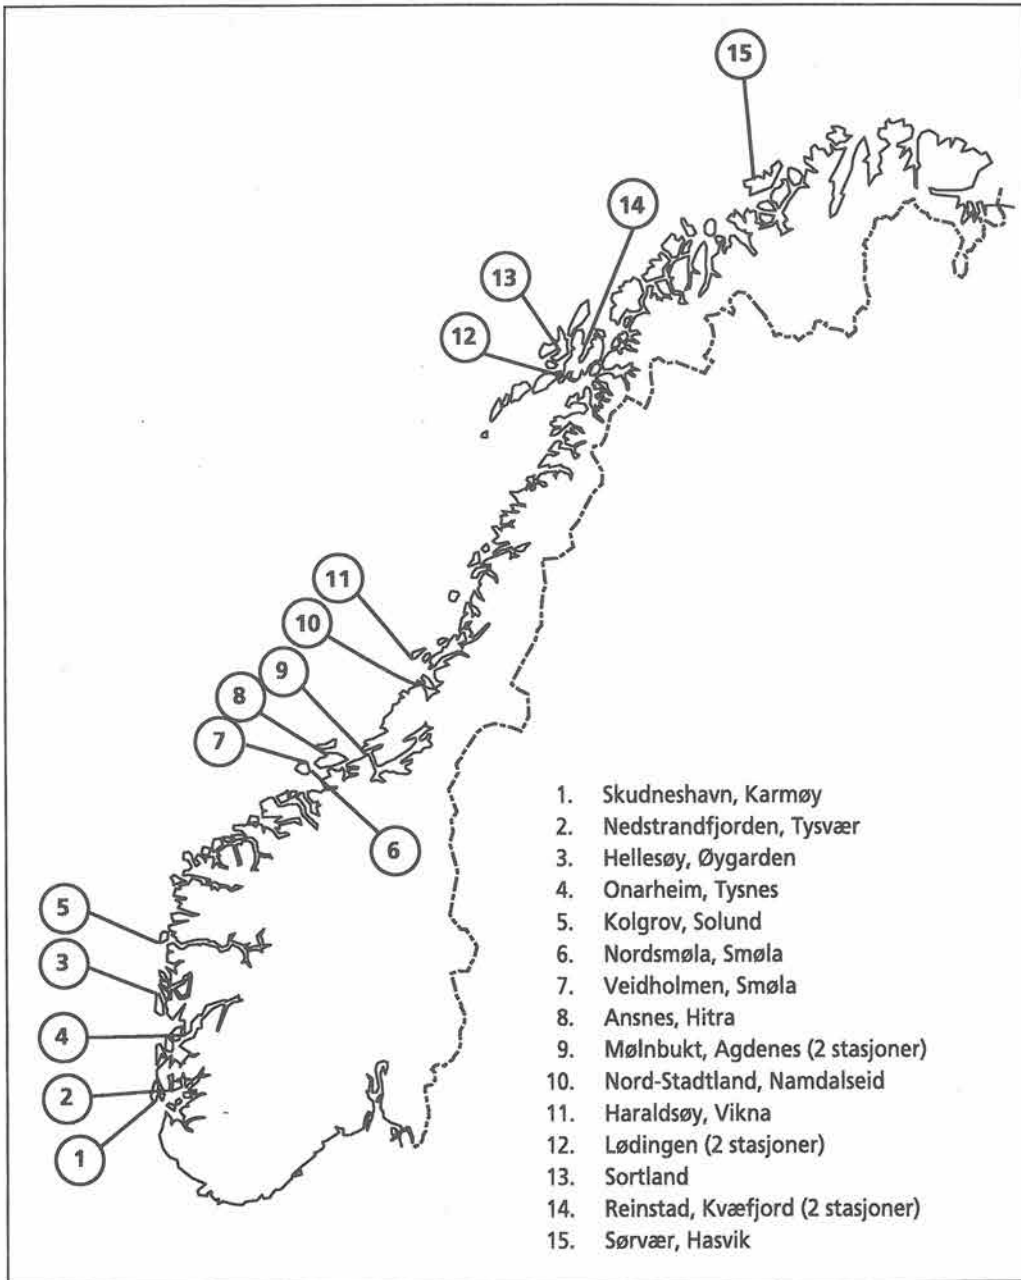 15
14
13
12
11
10
9
8
7
6
5
3
4
2
1
1. Skudneshavn, Karmøy
2. Nedstrandfjorden, Tysvær
3. Hellesøy, Øygarden
4. Onarheim, Tysnes
5. Kolgrov, Solund
6. Nordsmøla, Smøla
7. Veidholmen, Smøla
8. Ansnes, Hitra
9. Mølnbukt, Agdenes (2 stasjoner)
10. Nord-Stadtland, Namdalseid
11. Haraldsøy, Vikna
12. Lødingen (2 stasjoner)
13. Sortland
14. Reinstad, Kvæfjord (2 stasjoner)
15. Sørvær, Hasvik